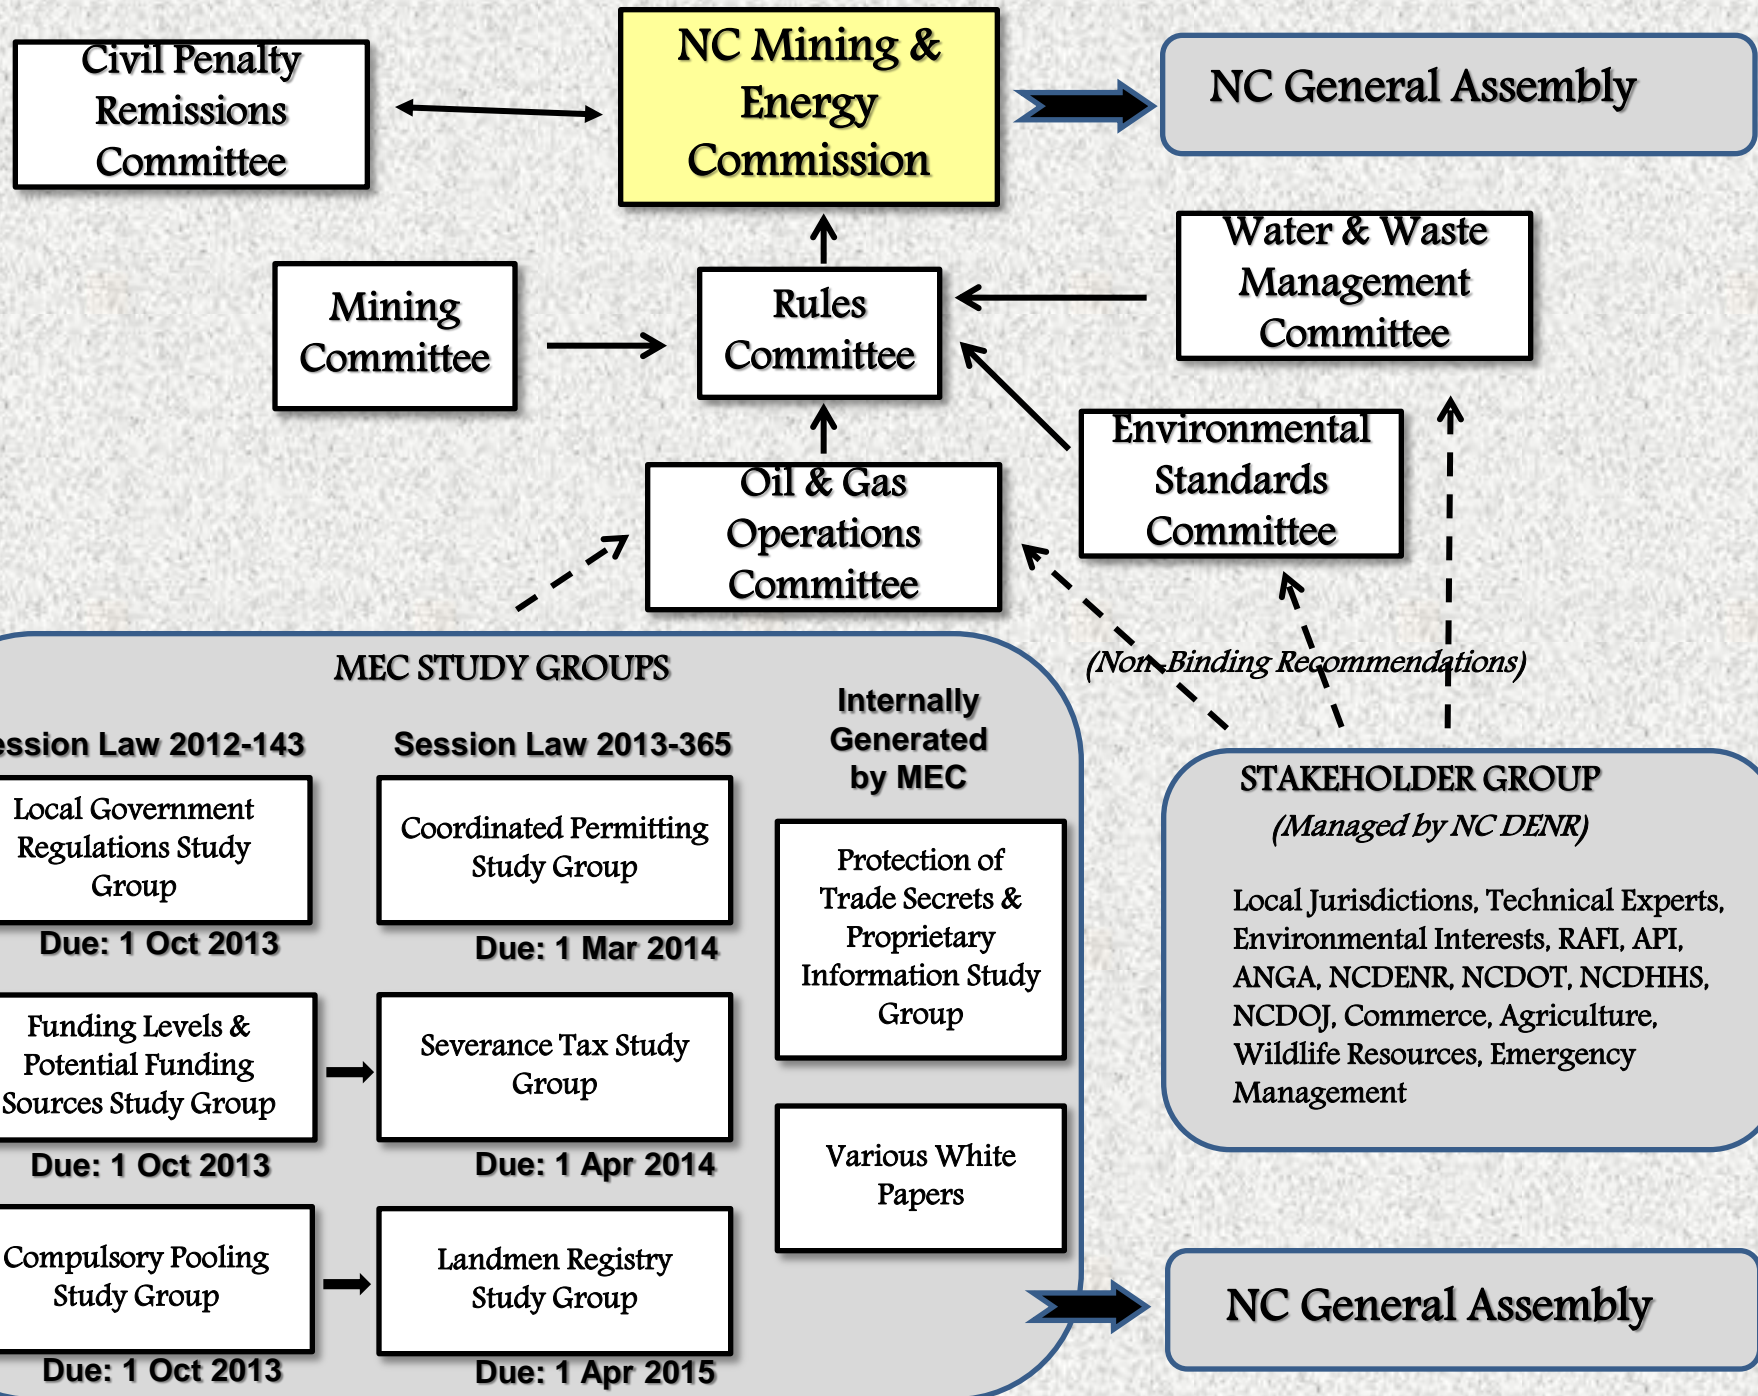 Civil Penalty
Remissions
Committee
NC Mining &
Energy
Commission
NC General Assembly
Mining
Committee
Rules
Committee
Water & Waste
Management
Committee
Oil & Gas
Operations
Committee
Environmental
Standards
Committee
(Non-Binding Recommendations)
MEC STUDY GROUPS
ession Law 2012-143
Local Government
Regulations Study
Group
Due: 1 Oct 2013
Funding Levels &
Potential Funding
Sources Study Group
Due: 1 Oct 2013
Compulsory Pooling
Study Group
Due: 1 Oct 2013
Session Law 2013-365
Coordinated Permitting
Study Group
Due: 1 Mar 2014
Severance Tax Study
Group
Due: 1 Apr 2014
Landmen Registry
Study Group
Due: 1 Apr 2015
Internally
Generated
by MEC
Protection of
Trade Secrets &
Proprietary
Information Study
Group
Various White
Papers
STAKEHOLDER GROUP
(Managed by NC DENR)
Local Jurisdictions, Technical Experts,
Environmental Interests, RAFI, API,
ANGA, NCDENR, NCDOT, NCDHHS,
NCDOJ, Commerce, Agriculture,
Wildlife Resources, Emergency
Management
NC General Assembly